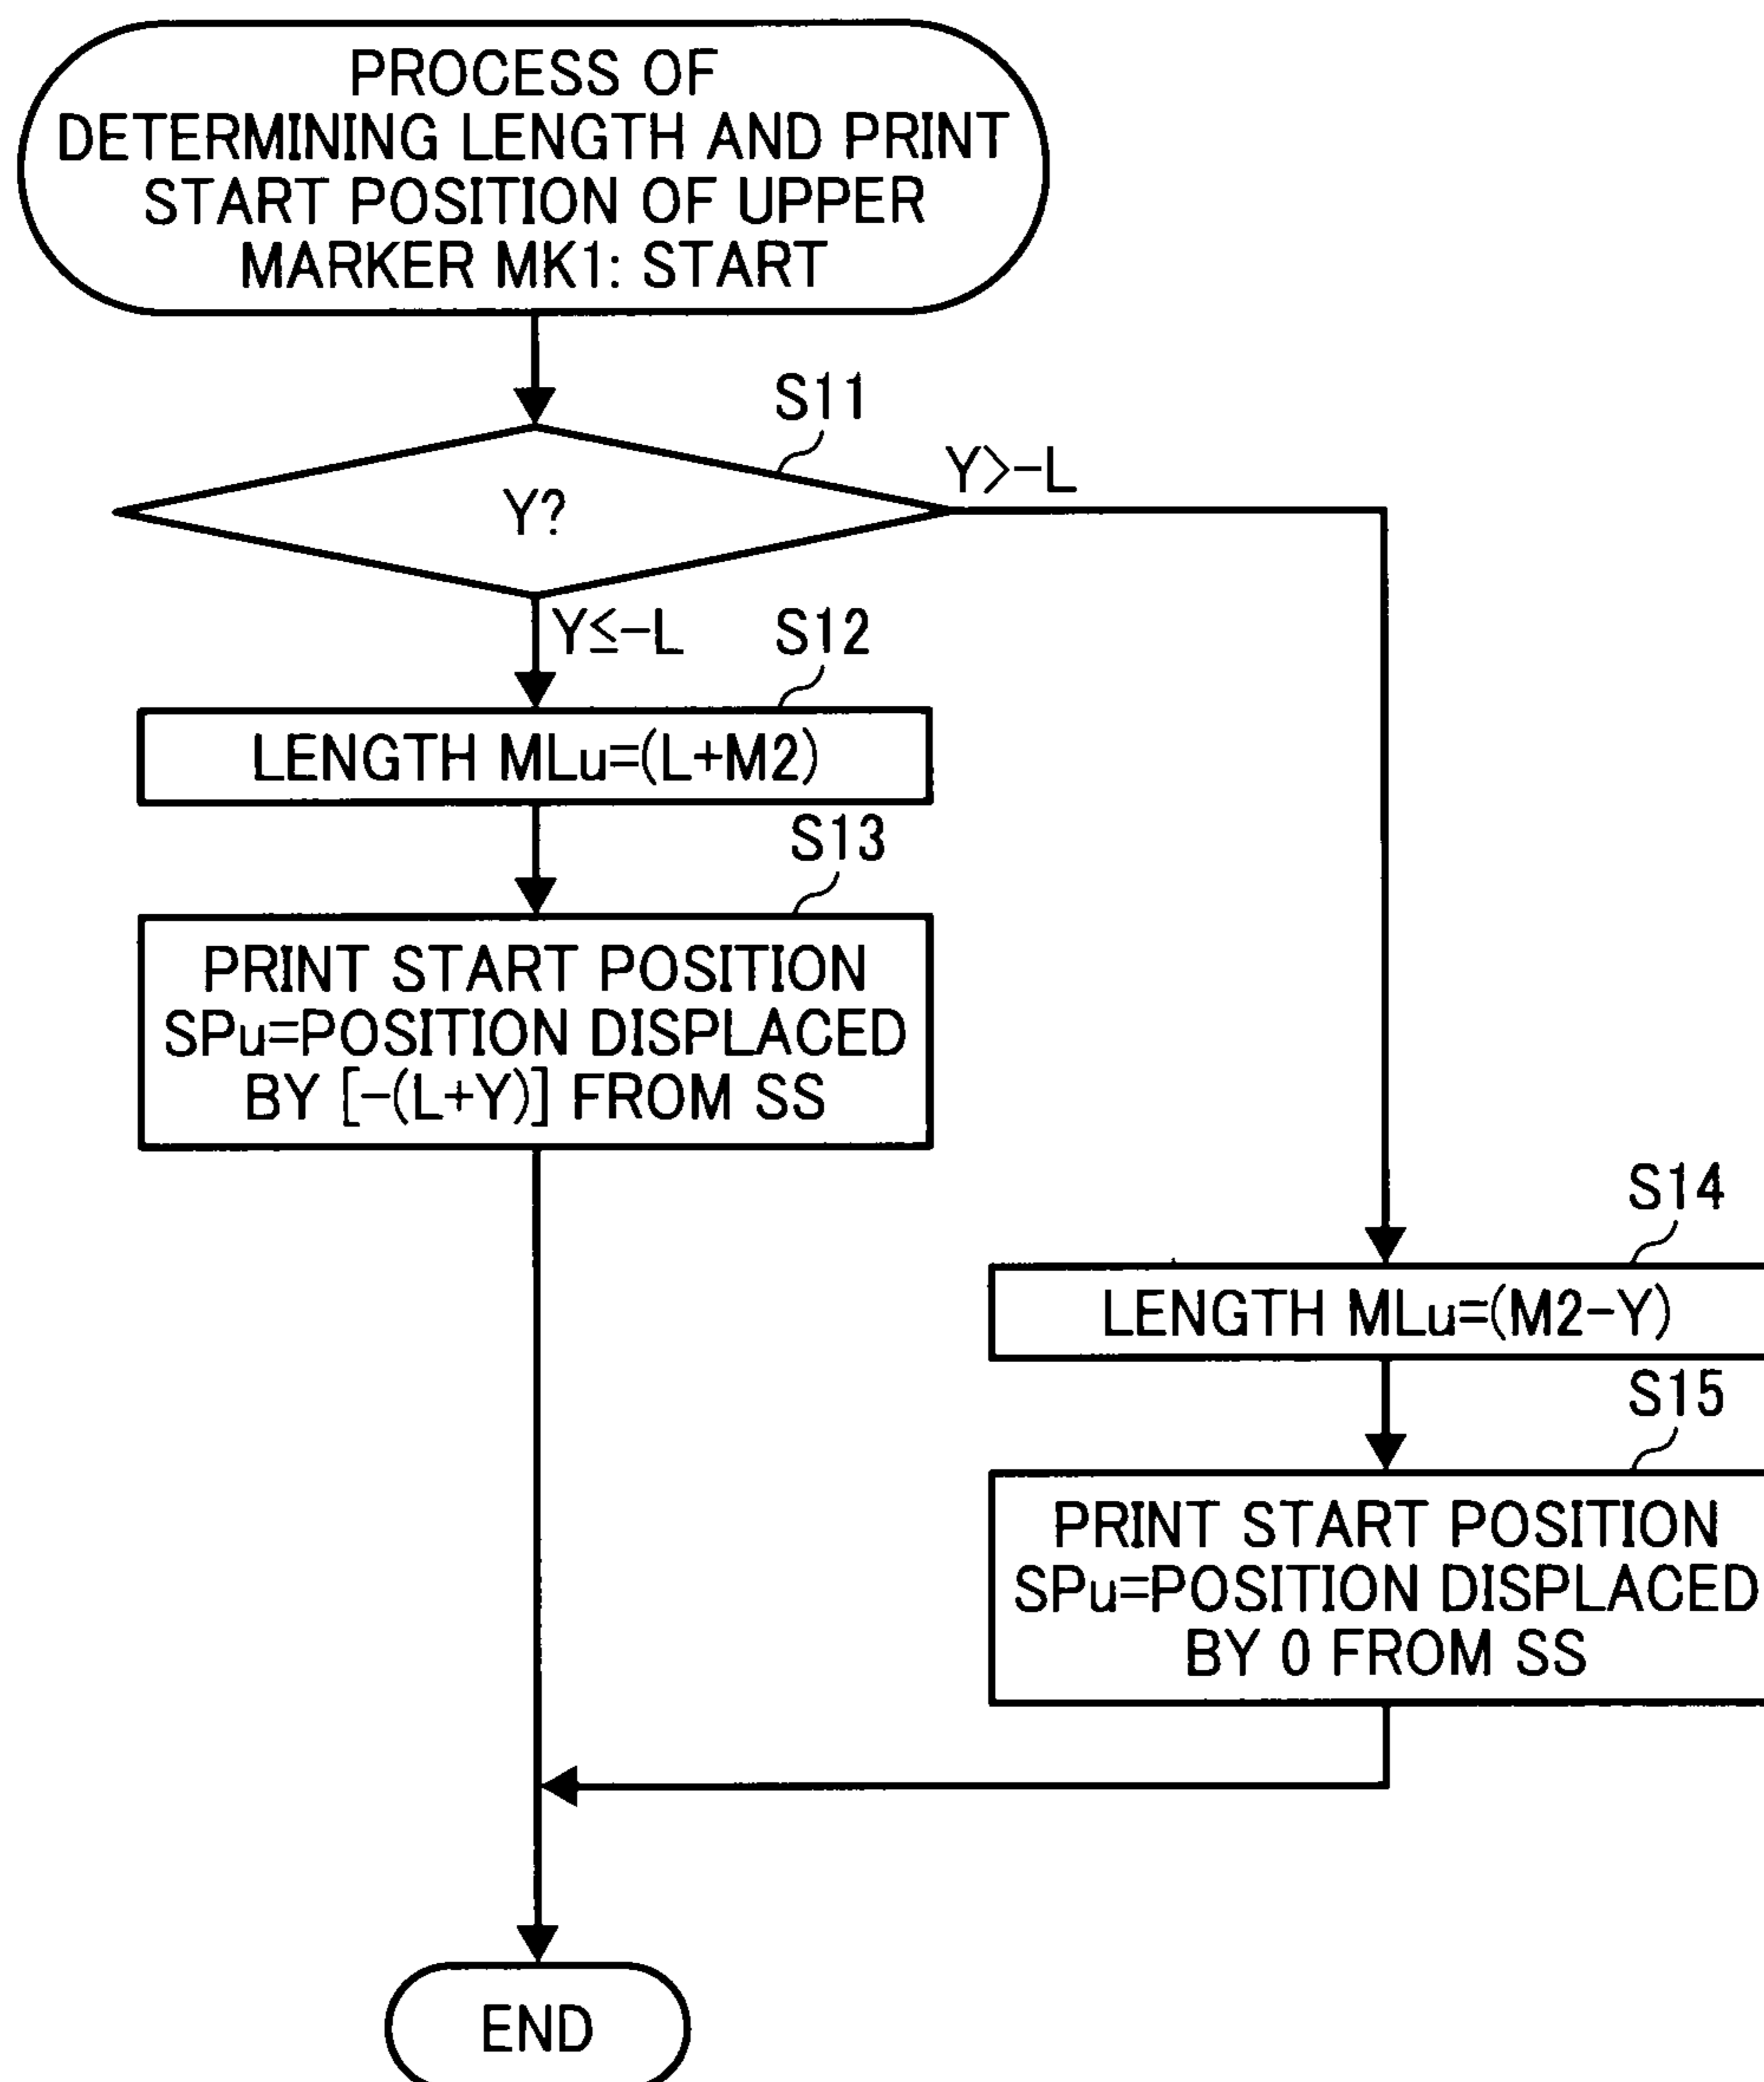 PROCESS OF
DETERMINING LENGTH AND PRINT
START POSITION OF UPPER
MARKER MK1: START
S11
Y?
Y>-L
Y≤-L
S12
LENGTH MLu=(L+M2)
S13
PRINT START POSITION
SPu=POSITION DISPLACED
BY [-(L+Y)] FROM SS
S14
LENGTH MLu=(M2-Y)
S15
PRINT START POSITION
SPu=POSITION DISPLACED
BY 0 FROM SS
END